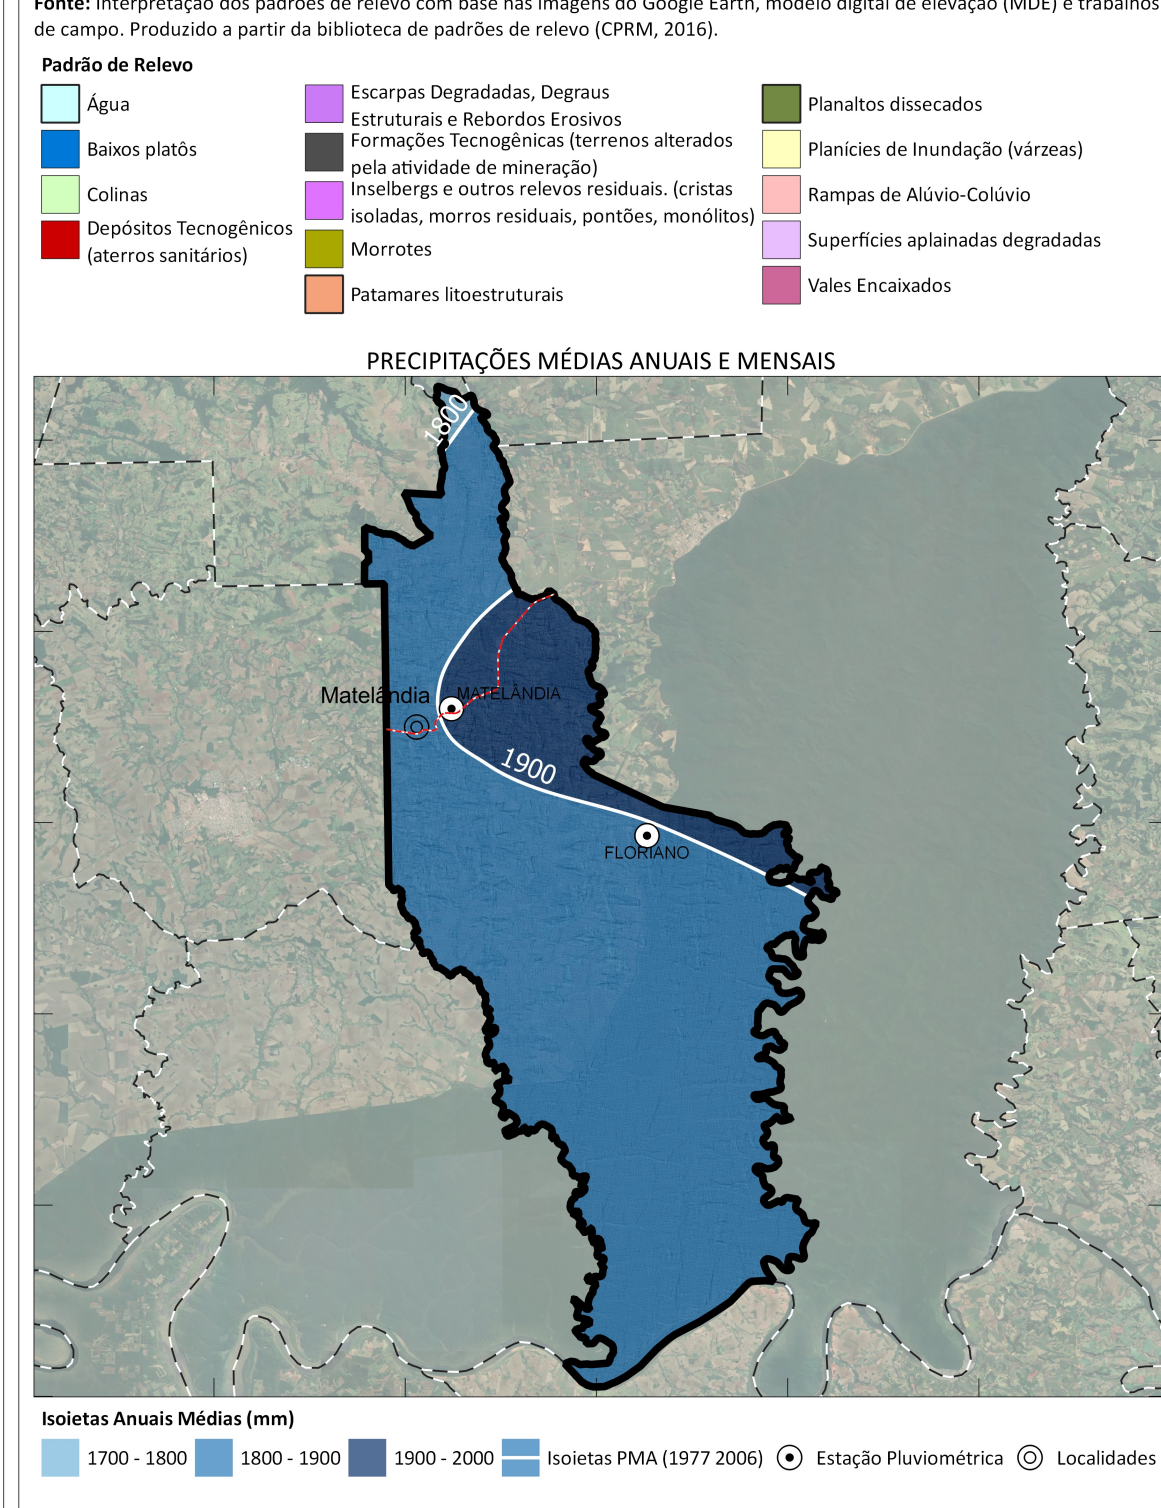 Fonte: Interpretação dos padrões de relevo com base nas imagens do Google Earth, modelo digital de elevação (MDE) e trabalhos
de campo. Produzido a partir da biblioteca de padrões de relevo (CPRM, 2016).
Padrão de Relevo
Água
Baixos platôs
Colinas
Depósitos Tecnogênicos
(aterros sanitários)
Escarpas Degradadas, Degraus
Estruturais e Rebordos Erosivos
Formações Tecnogênicas (terrenos alterados
pela atividade de mineração)
Inselbergs e outros relevos residuais. (cristas
isoladas, morros residuais, pontões, monólitos)
Morrotes
Patamares litoestruturais
Planaltos dissecados
Planícies de Inundação (várzeas)
Rampas de Alúvio-Colúvio
Superfícies aplainadas degradadas
Vales Encaixados
PRECIPITAÇÕES MÉDIAS ANUAIS E MENSAIS
1800
Matelândia
MATELÂNDIA
1900
FLORIANO
Isoietas Anuais Médias (mm)
1700 - 1800
1800 - 1900
1900 - 2000
Isoietas PMA (1977 2006)
Estação Pluviométrica
Localidades